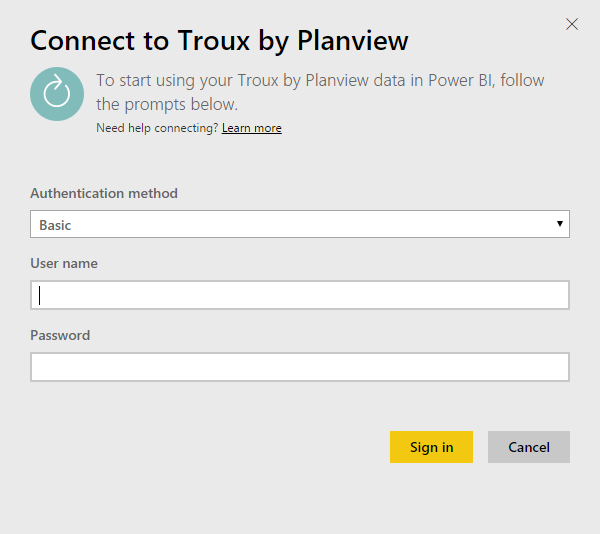 Connect to Troux by Planview
To start using your Troux by Planview data in Power BI, follow
the prompts below.
Need help connecting? Learn more
Authentication method
Basic
User name
Password
Sign in
Cancel